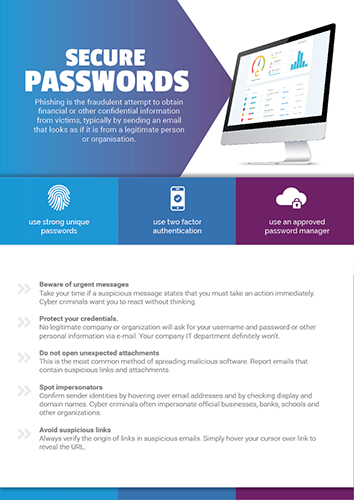 SECURE
PASSWORDS
Phishing is the fraudulent attempt to obtain
financial or other confidential information
from victims, typically by sending an email
that looks as if it is from a legitimate person
or organisation.
use strong unique
passwords
use two factor
authentication
use an approved
password manager
Beware of urgent messages
Take your time if a suspicious message states that you must take an action immediately.
Cyber criminals want you to react without thinking.
Protect your credentials.
No legitimate company or organization will ask for your username and password or other
personal information via e-mail. Your company IT department definitely won't.
Do not open unexpected attachments
This is the most common method of spreading malicious software. Report emails that
contain suspicious links and attachments.
Spot impersonators
Confirm sender identities by hovering over email addresses and by checking display and
domain names. Cyber criminals often impersonate official businesses, banks, schools and
other organizations.
Avoid suspicious links
Always verify the origin of links in suspicious emails. Simply hover your cursor over link to
reveal the URL.